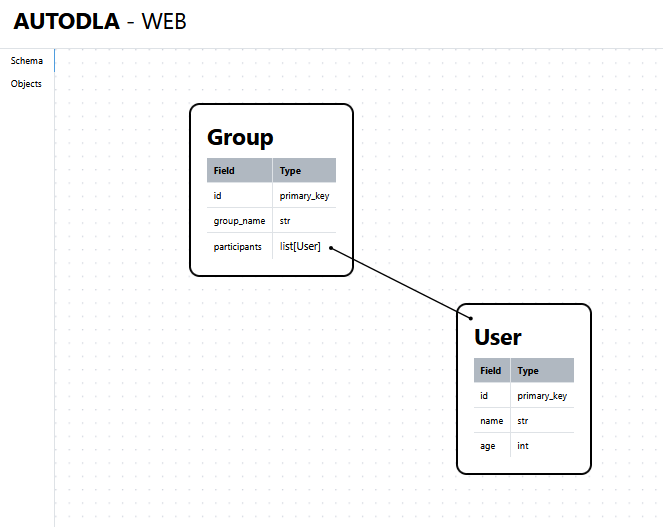 AUTODLA - WEB
Schema
Objects
Group
Field Type
id primary_key
group_name str
participants list[User]
User
Field Type
id primary_key
name str
age int